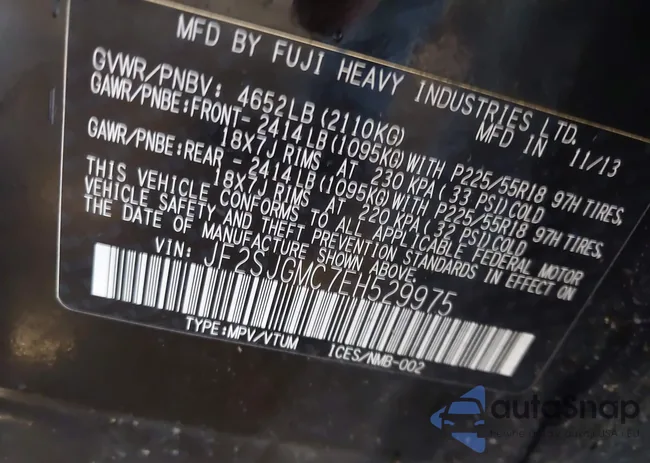 MFD BY FUJI HEAVY INDUSTRIES LTD.
GVWR/PNBV: 4652LB(2110KG) MFD IN 11/13
GAWR/PNBE:FRONT- 2414LB(1095KG)WITH P225/55R18 97H TIRES,
18X7J RIMS AT 230 KPA(33 PSI)COLD
GAWR/PNBE:REAR - 2414LB(1095KG)WITH P225/55R18 97H TIRES,
18X7J RIMS AT 220 KPA(32 PSI)COLD
THIS VEHICLE CONFORMS TO ALL APPLICABLE FEDERAL MOTOR
VEHICLE SAFETY AND THEFT PREVENTION STANDARDS IN EFFECT ON
THE DATE OF MANUFACTURE SHOWN ABOVE.
VIN: JF2SJGMC7EH529975
TYPE:MPV/VTUM ICES/NMB-002
autoSnap